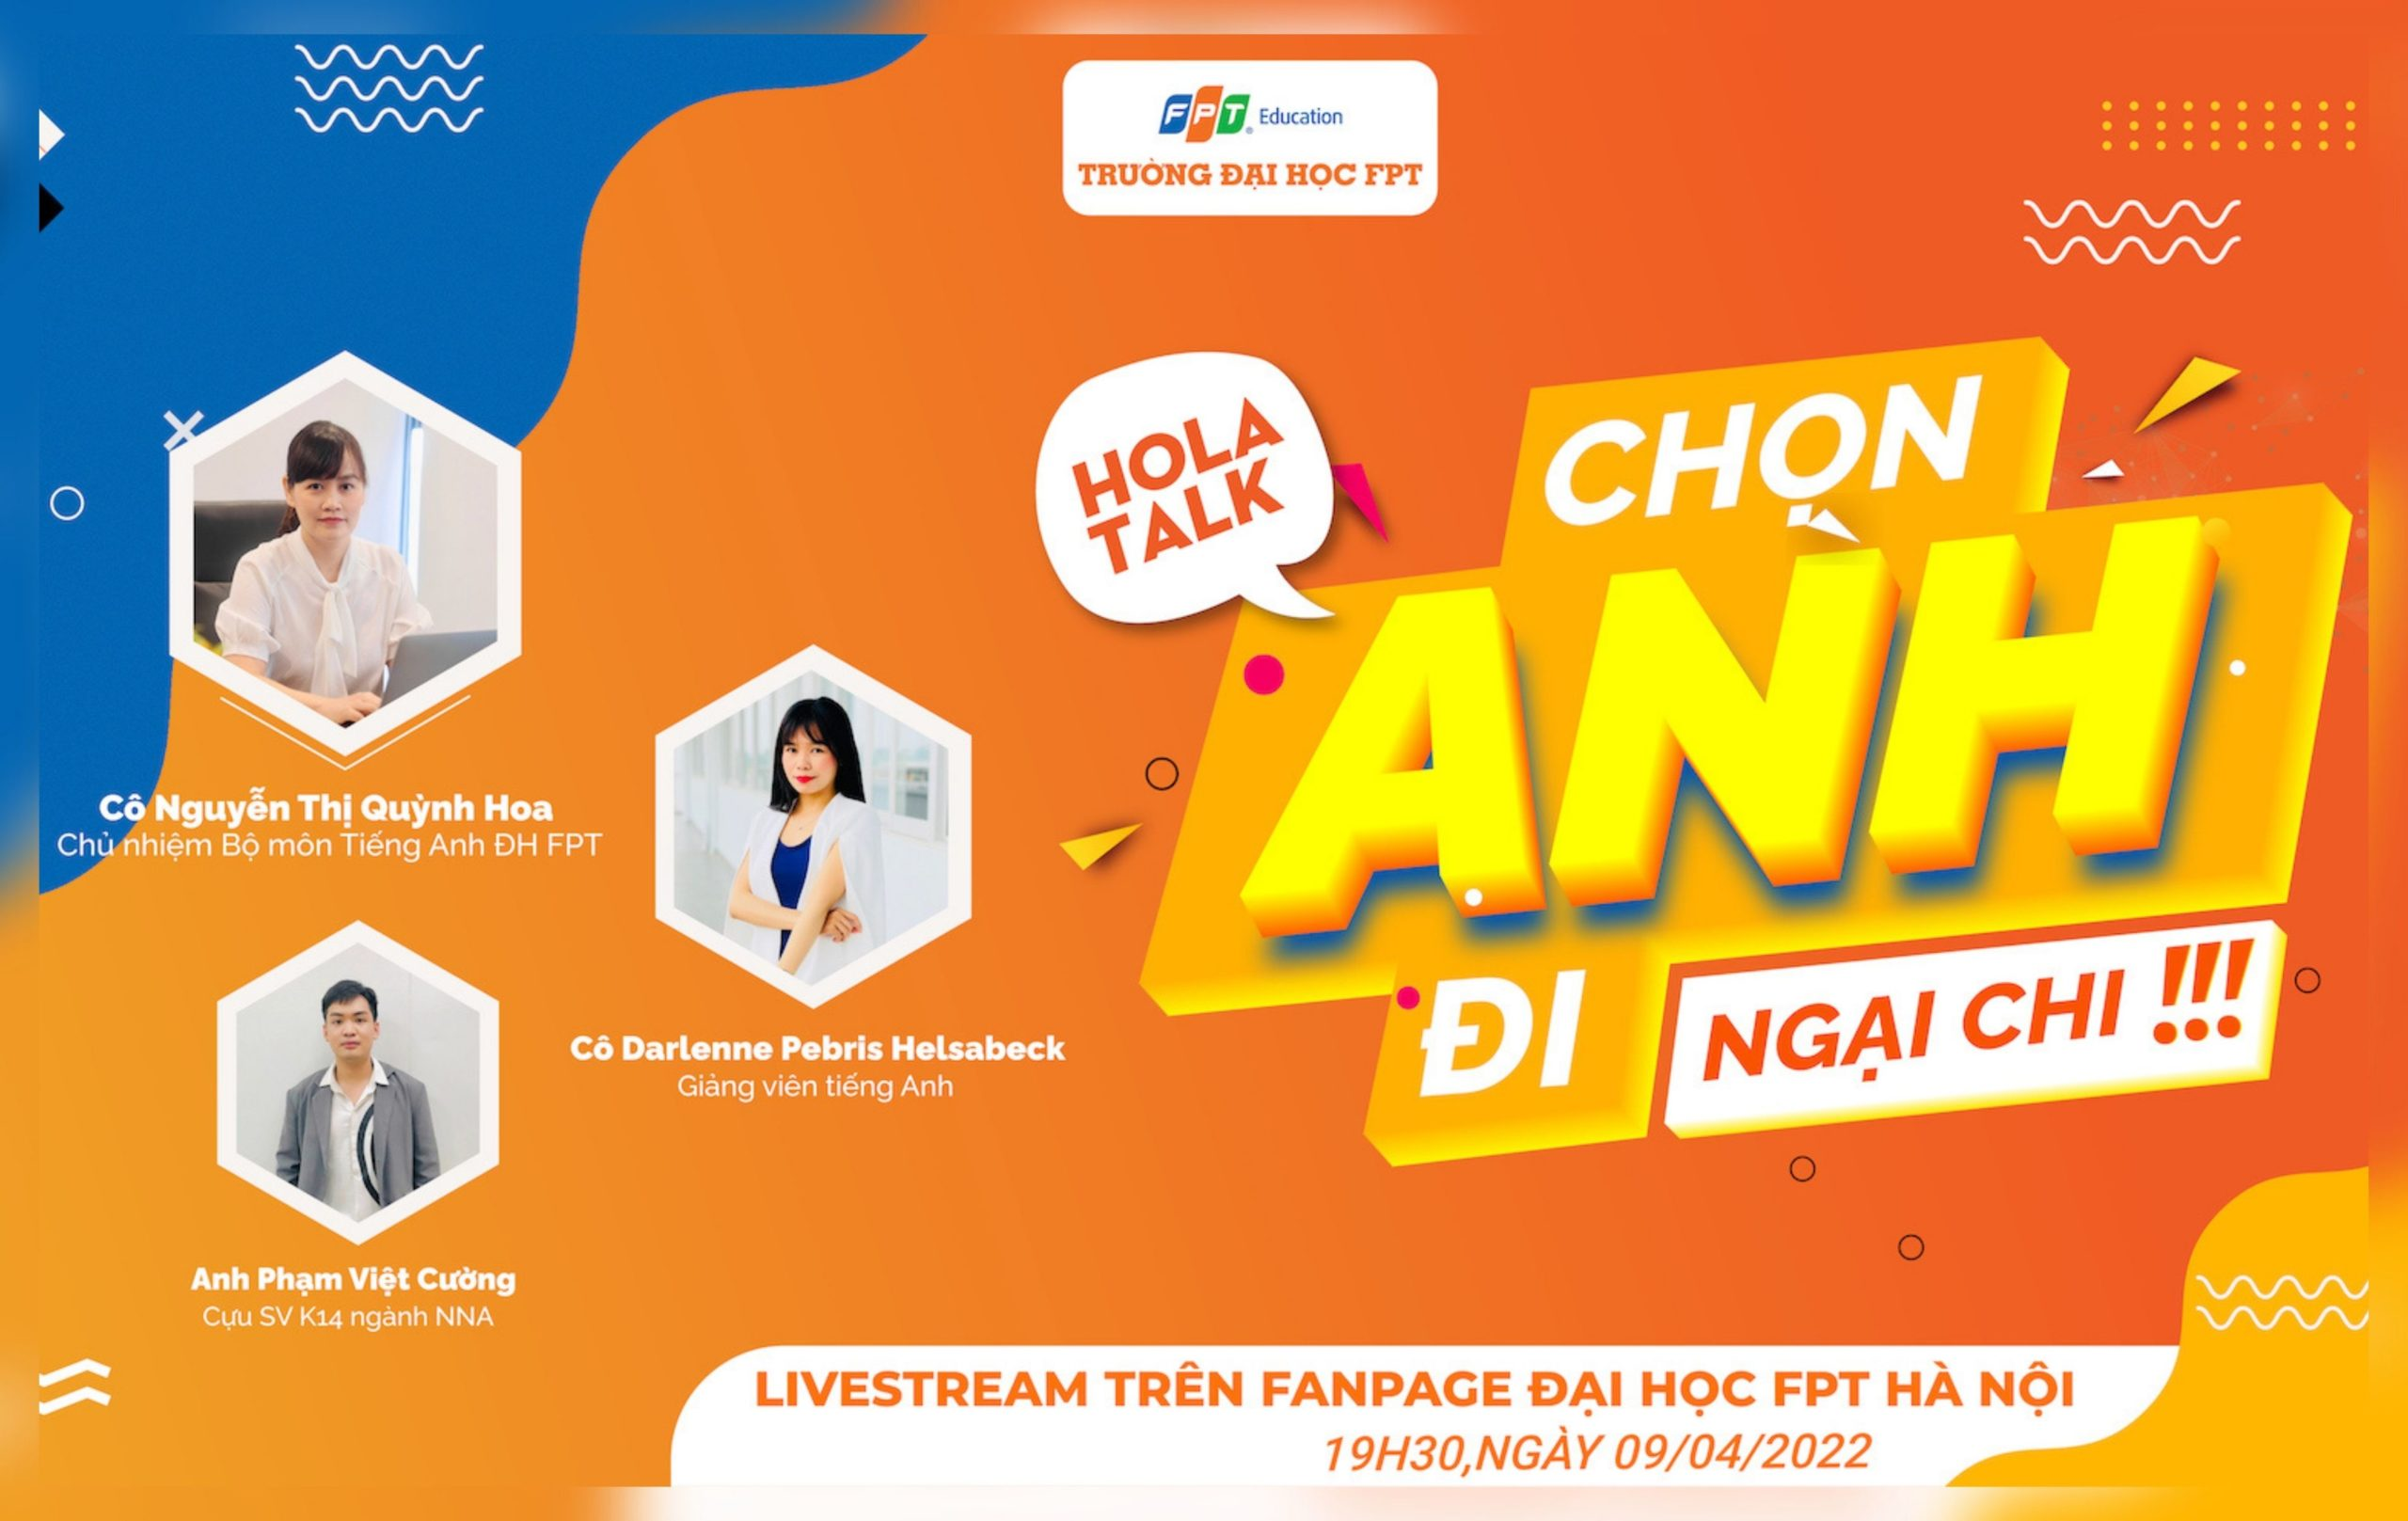 FPT Education
TRƯỜNG ĐẠI HỌC FPT
HOLA
TALK
CHỌN
ANH
ĐI
NGẠI CHI !!!
Cô Nguyễn Thị Quỳnh Hoa
Chủ nhiệm Bộ môn Tiếng Anh ĐH FPT
Cô Darlenne Pebris Helsabeck
Giảng viên tiếng Anh
Anh Phạm Việt Cường
Cựu SV K14 ngành NNA
LIVESTREAM TRÊN FANPAGE ĐẠI HỌC FPT HÀ NỘI
19H30,NGÀY 09/04/2022